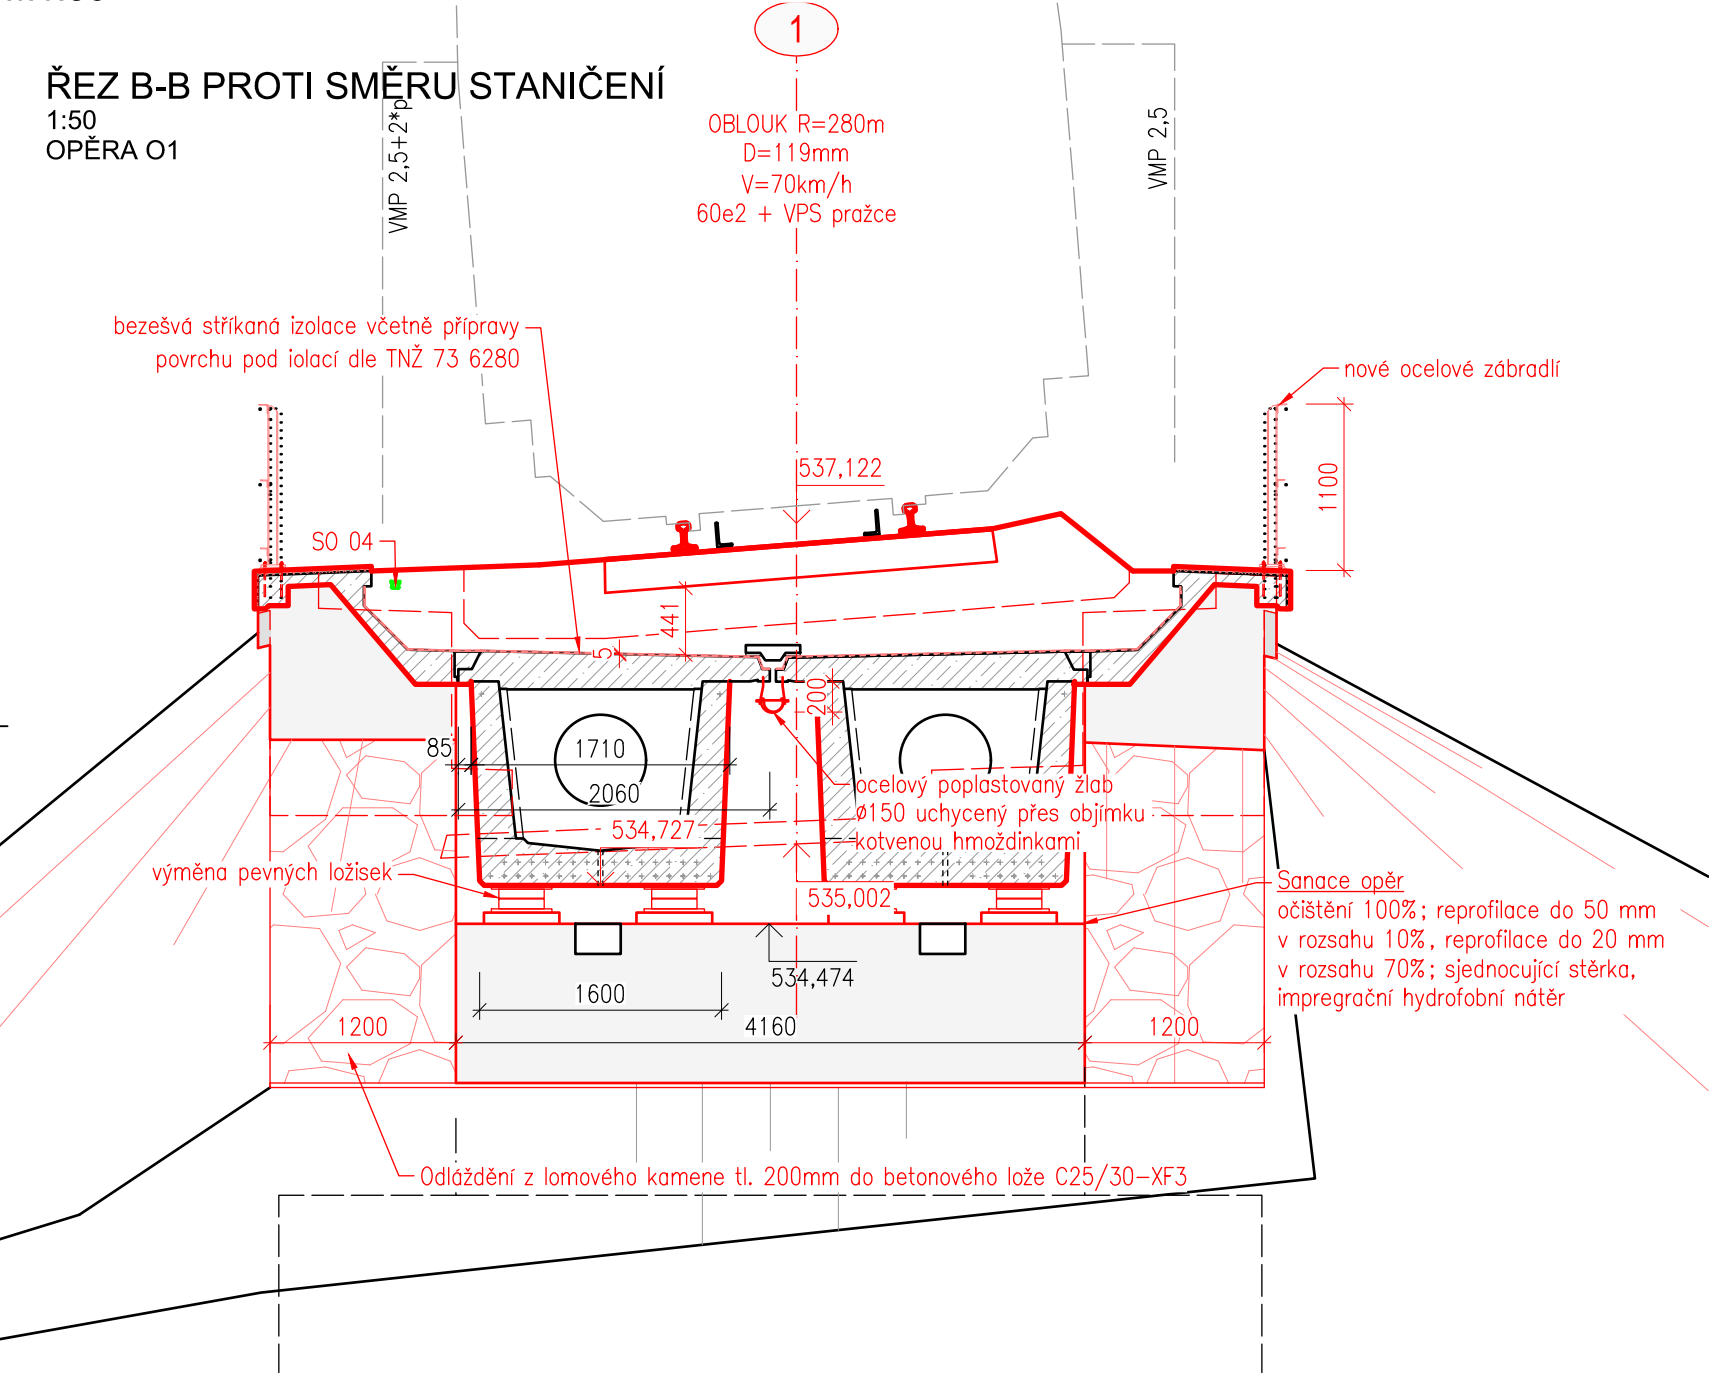 ŘEZ B-B PROTI SMĚRU STANIČENÍ
1:50
OPĚRA O1
1
VMP 2,5+2*p
VMP 2,5
OBLOUK R=280m
D=119mm
V=70km/h
60e2 + VPS pražce
bezešvá stříkaná izolace včetně přípravy
povrchu pod iolací dle TNŽ 73 6280
nové ocelové zábradlí
537,122
1100
SO 04
441
5
200
85
1710
2060
534,727
ocelový poplastovaný žlab
Ø150 uchycený přes objímku
kotvenou hmoždinkami
výměna pevných ložisek
535,002
Sanace opěr
očištění 100%; reprofilace do 50 mm
v rozsahu 10%, reprofilace do 20 mm
v rozsahu 70%; sjednocující stěrka,
impregrační hydrofobní nátěr
534,474
1600
1200
4160
1200
Odláždění z lomového kamene tl. 200mm do betonového lože C25/30-XF3